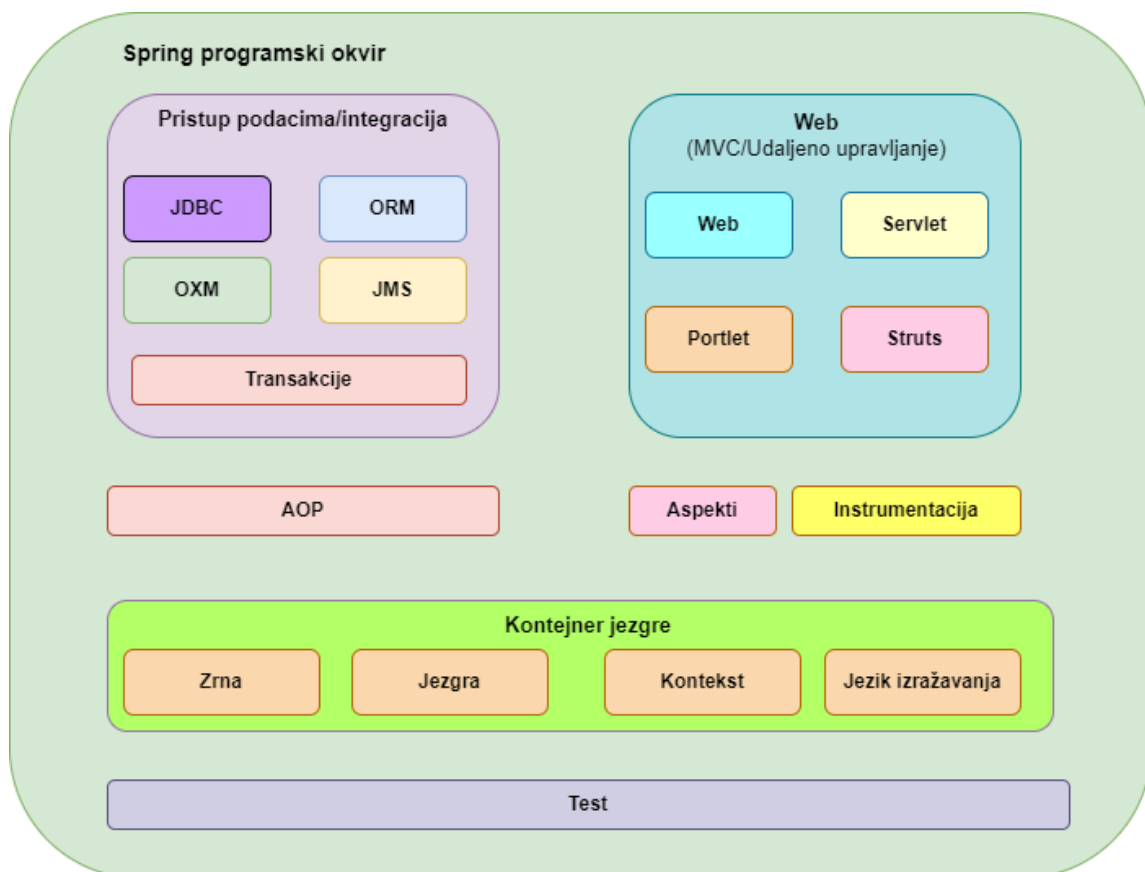 Spring programski okvir
Pristup podacima/integracija
JDBC
ORM
OXM
JMS
Transakcije
Web
(MVC/Udaljeno upravljanje)
Web
Servlet
Portlet
Struts
AOP
Aspekti
Instrumentacija
Kontejner jezgre
Zrna
Jezgra
Kontekst
Jezik izražavanja
Test